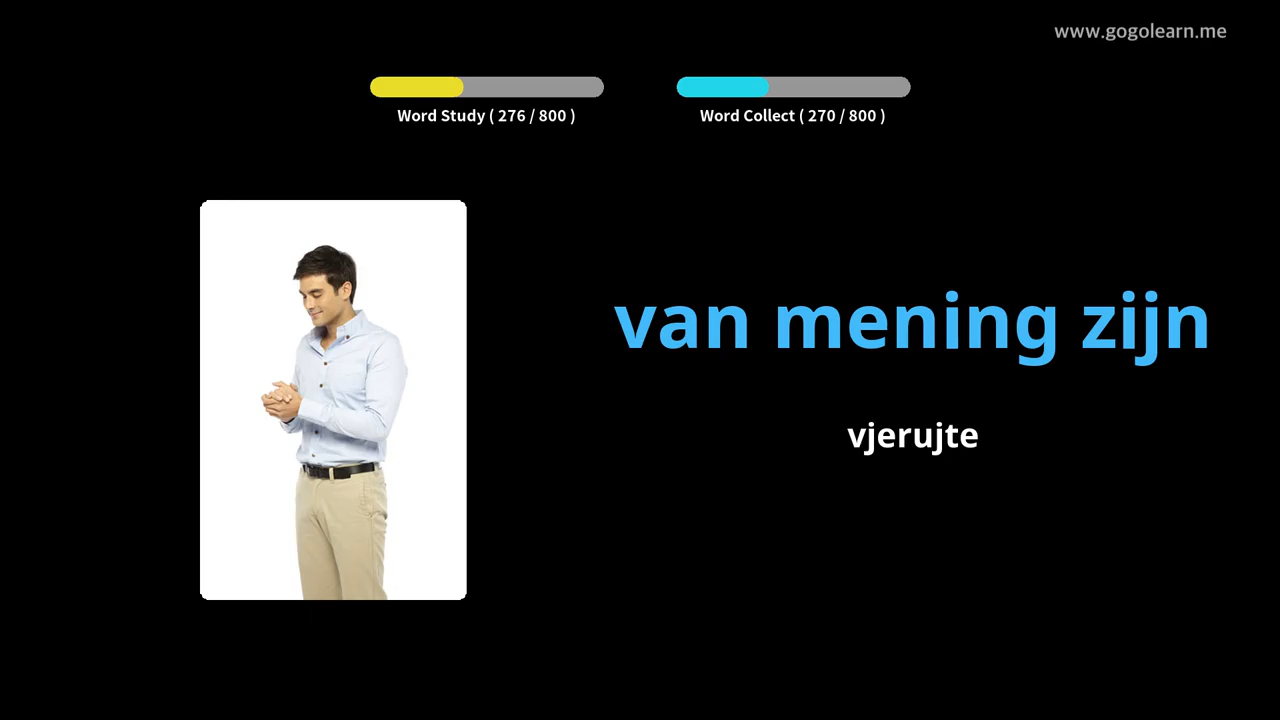 www.gogolearn.me
Word Study ( 276 / 800 )
Word Collect ( 270 / 800 )
van mening zijn
vjerujte